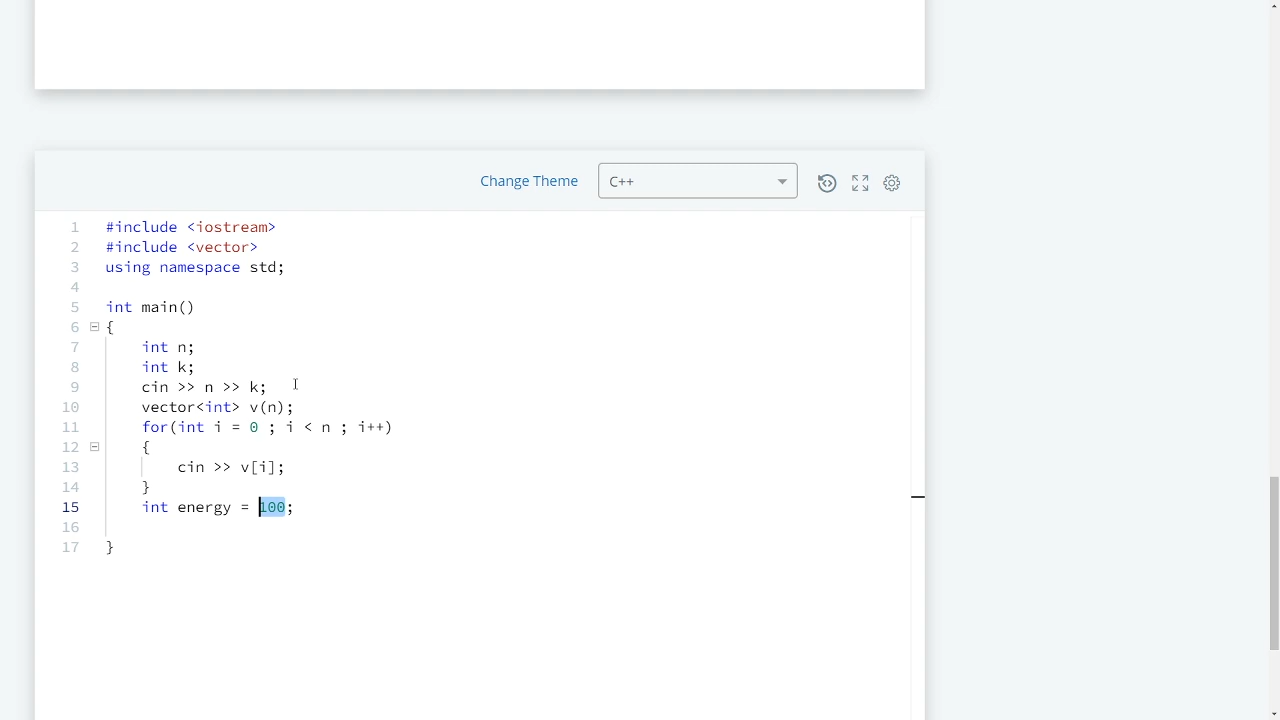 Change Theme
C++
1 #include <iostream>
2 #include <vector>
3 using namespace std;
4
5 int main()
6 {
7 int n;
8 int k;
9 cin >> n >> k;
10 vector<int> v(n);
11 for(int i = 0 ; i < n ; i++)
12 {
13 cin >> v[i];
14 }
15 int energy = 100;
16
17 }